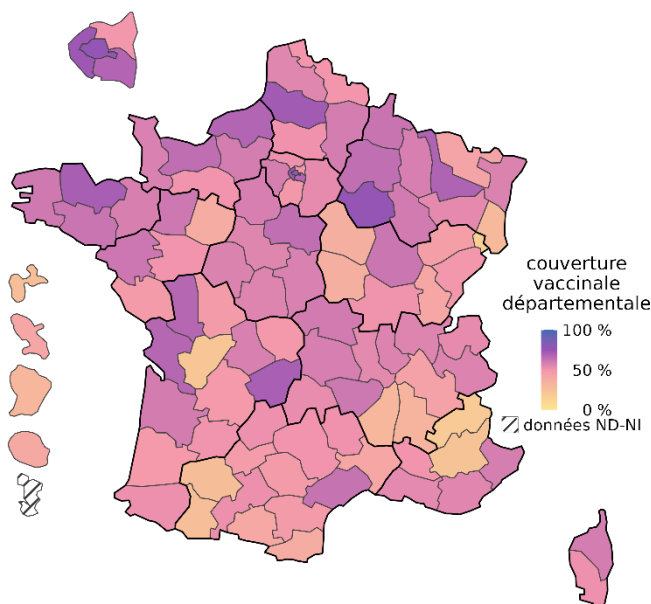 couverture
vaccinale
départementale
100 %
50 %
0 %
données ND-NI